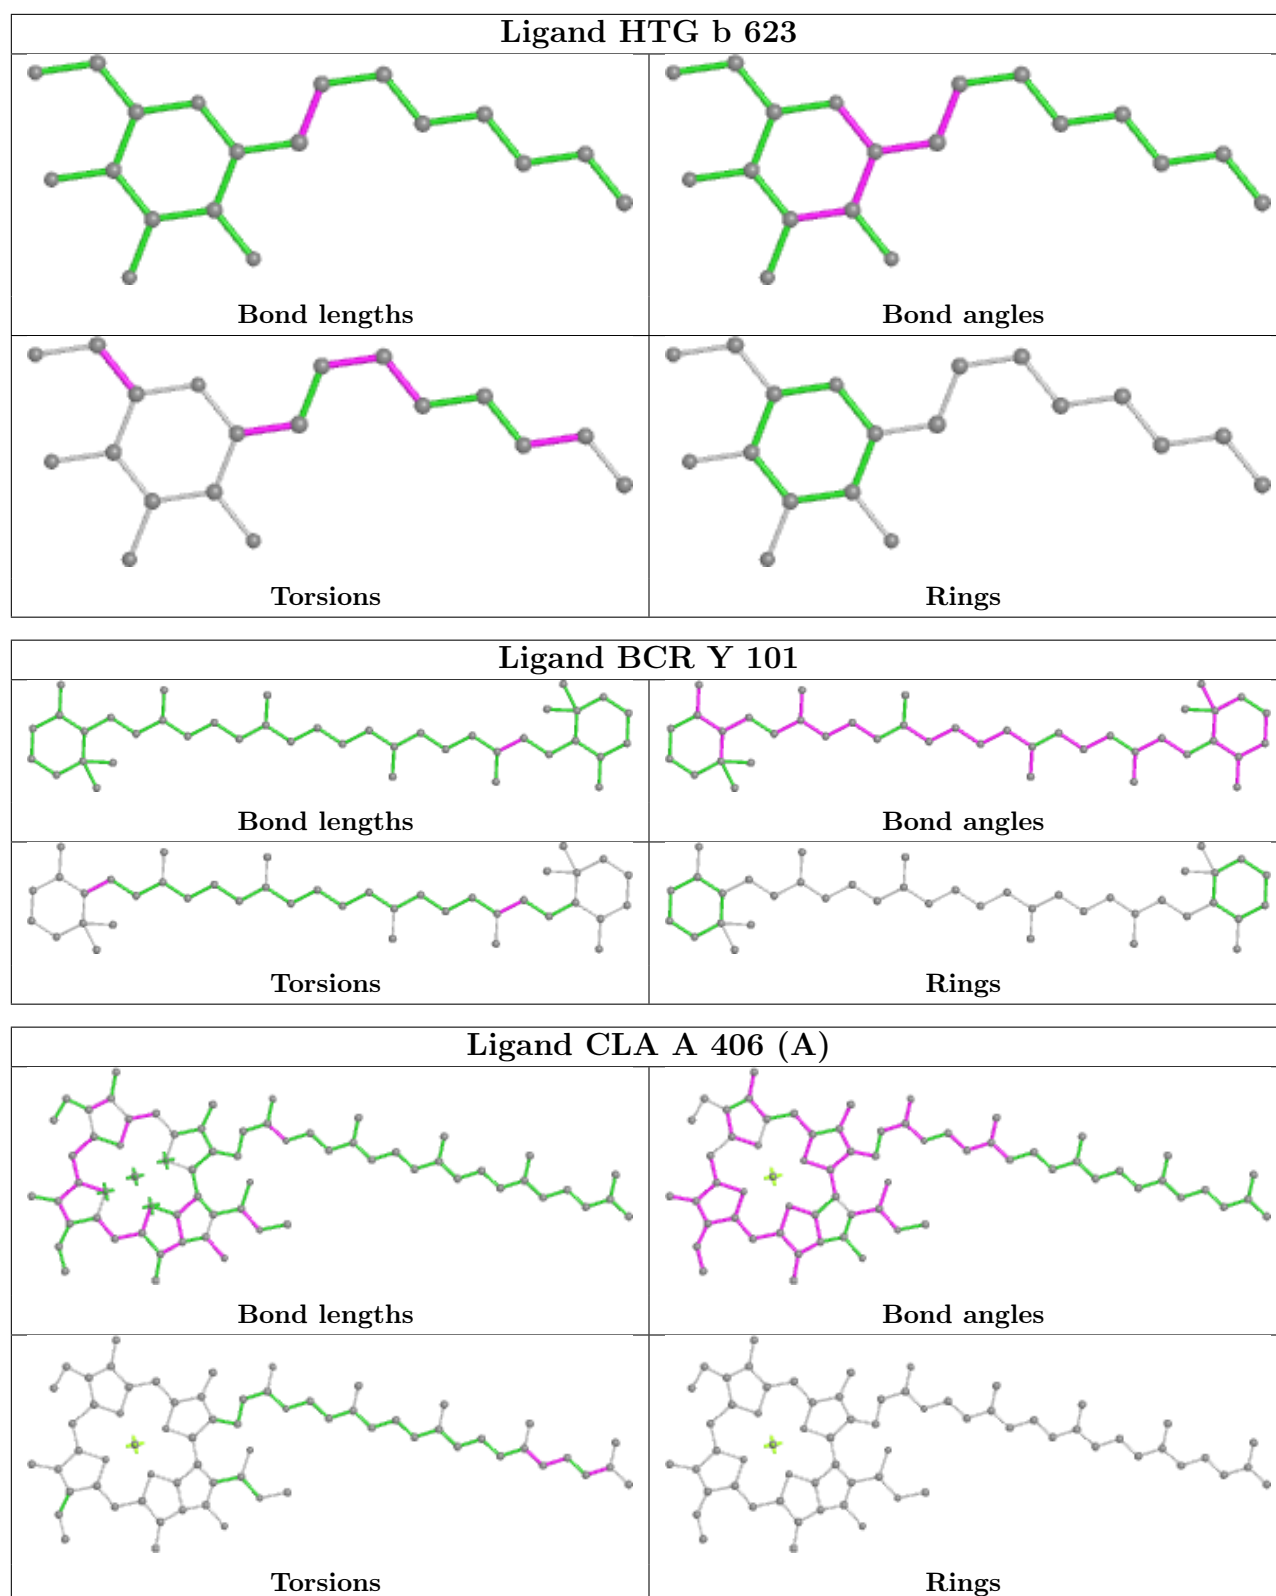 Ligand HTG b 623
Bond lengths
Bond angles
Torsions
Rings
Ligand BCR Y 101
Bond lengths
Bond angles
Torsions
Rings
Ligand CLA A 406 (A)
Bond lengths
Bond angles
Torsions
Rings